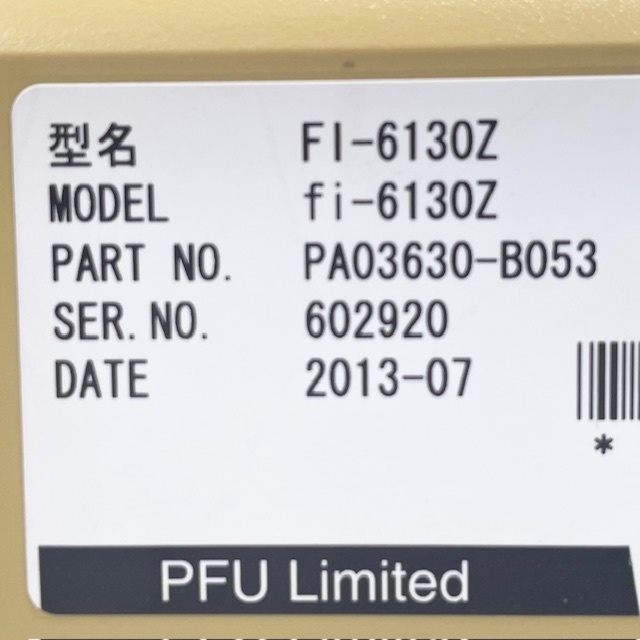 型名 FI-6130Z
MODEL fi-6130Z
PART NO. PA03630-B053
SER.NO. 602920
DATE 2013-07
*
PFU Limited